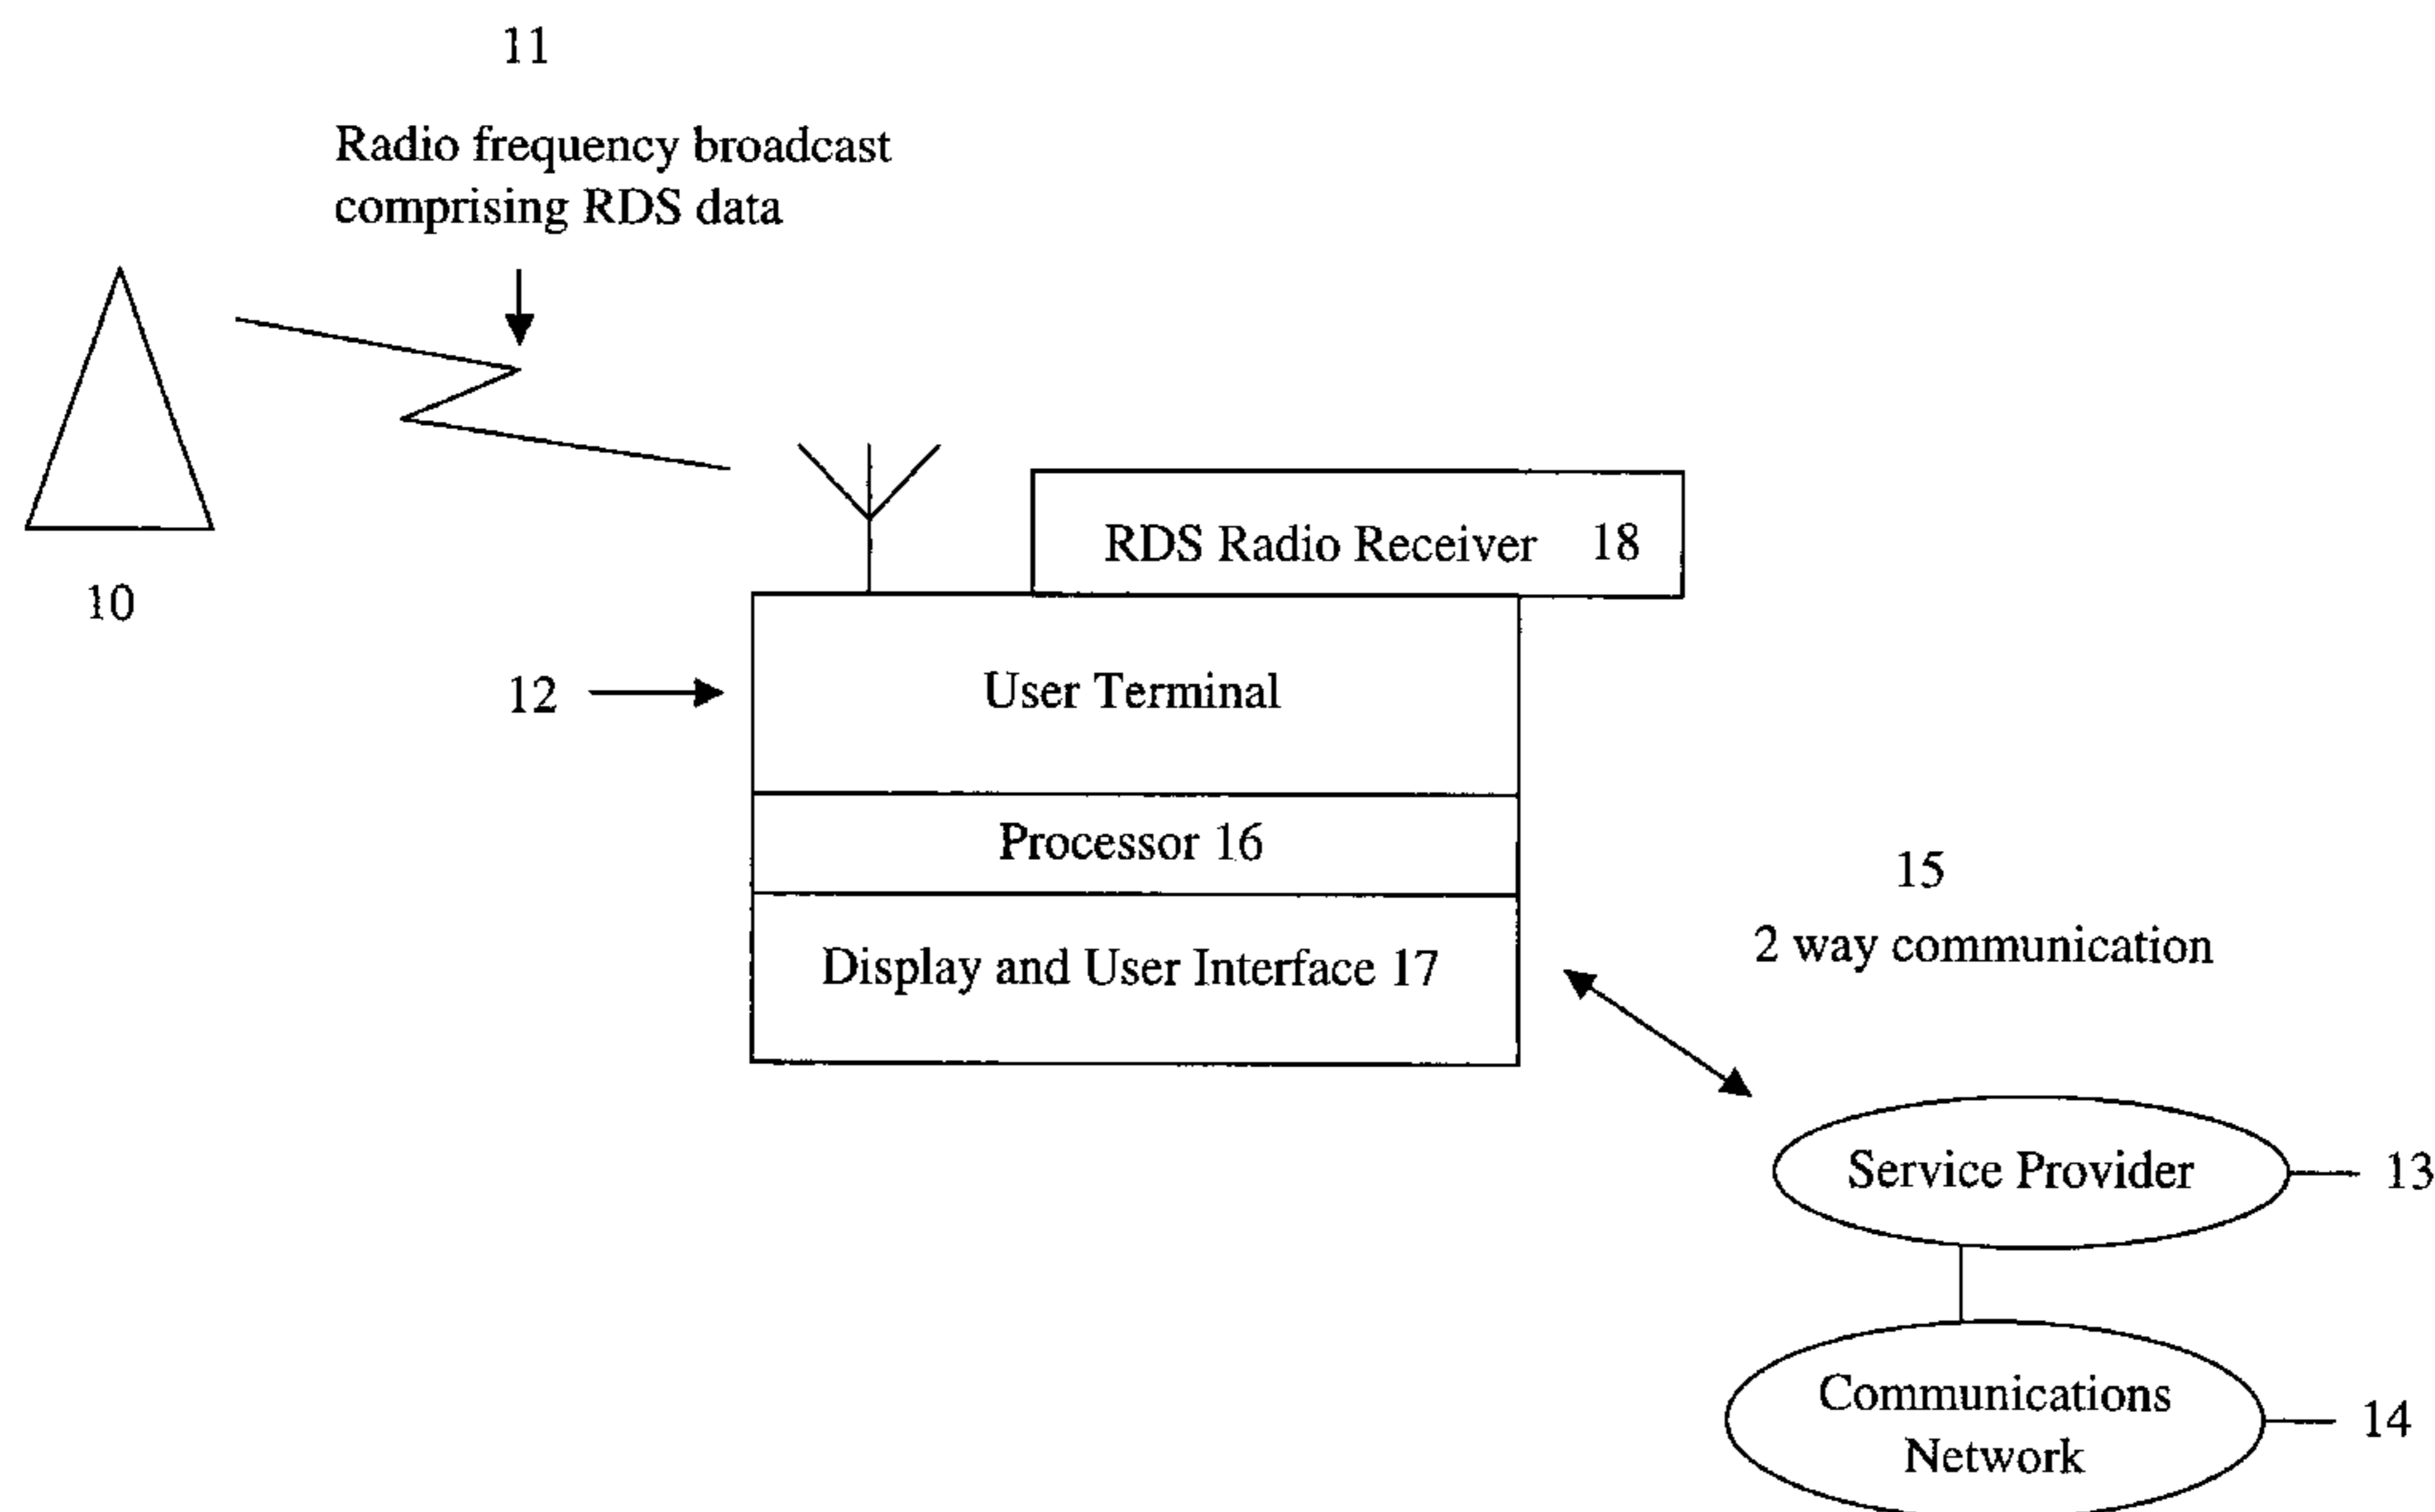 11
Radio frequency broadcast
comprising RDS data
10
RDS Radio Receiver 18
12
User Terminal
Processor 16
Display and User Interface 17
15
2 way communication
Service Provider
13
Communications
Network
14